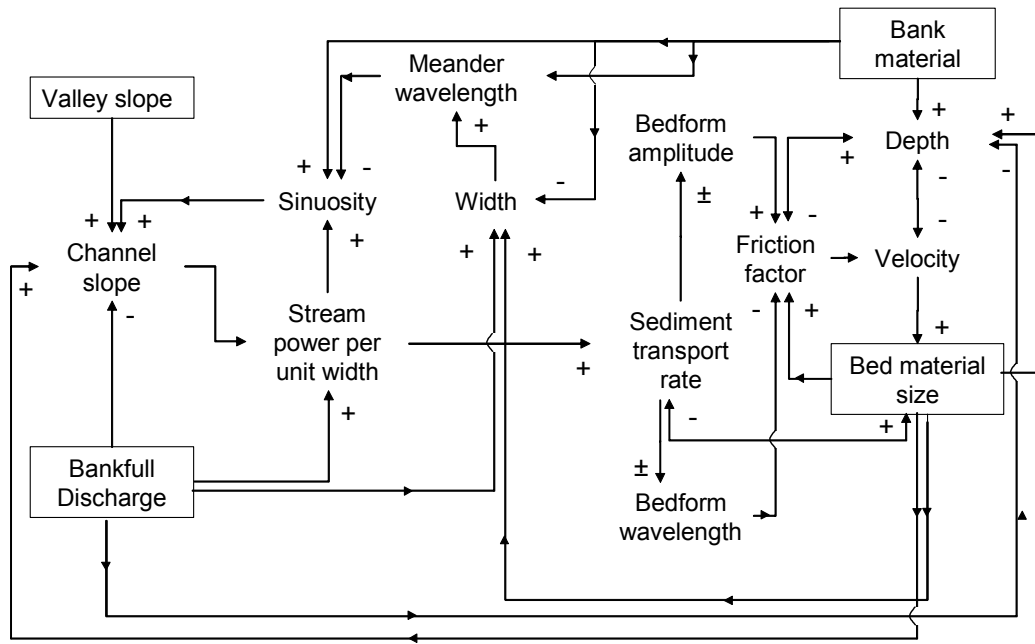 Bank
material
Meander
wavelength
Valley slope
+
+
+
Bedform
amplitude
+
Depth
-
+
-
Sinuosity
Width
-
±
+
-
-
+
+
+
+
+
+
-
Channel
slope
Friction
factor
Velocity
+
-
-
+
+
Stream
power per
unit width
Sediment
transport
rate
+
Bed material
size
+
-
+
±
Bankfull
Discharge
Bedform
wavelength